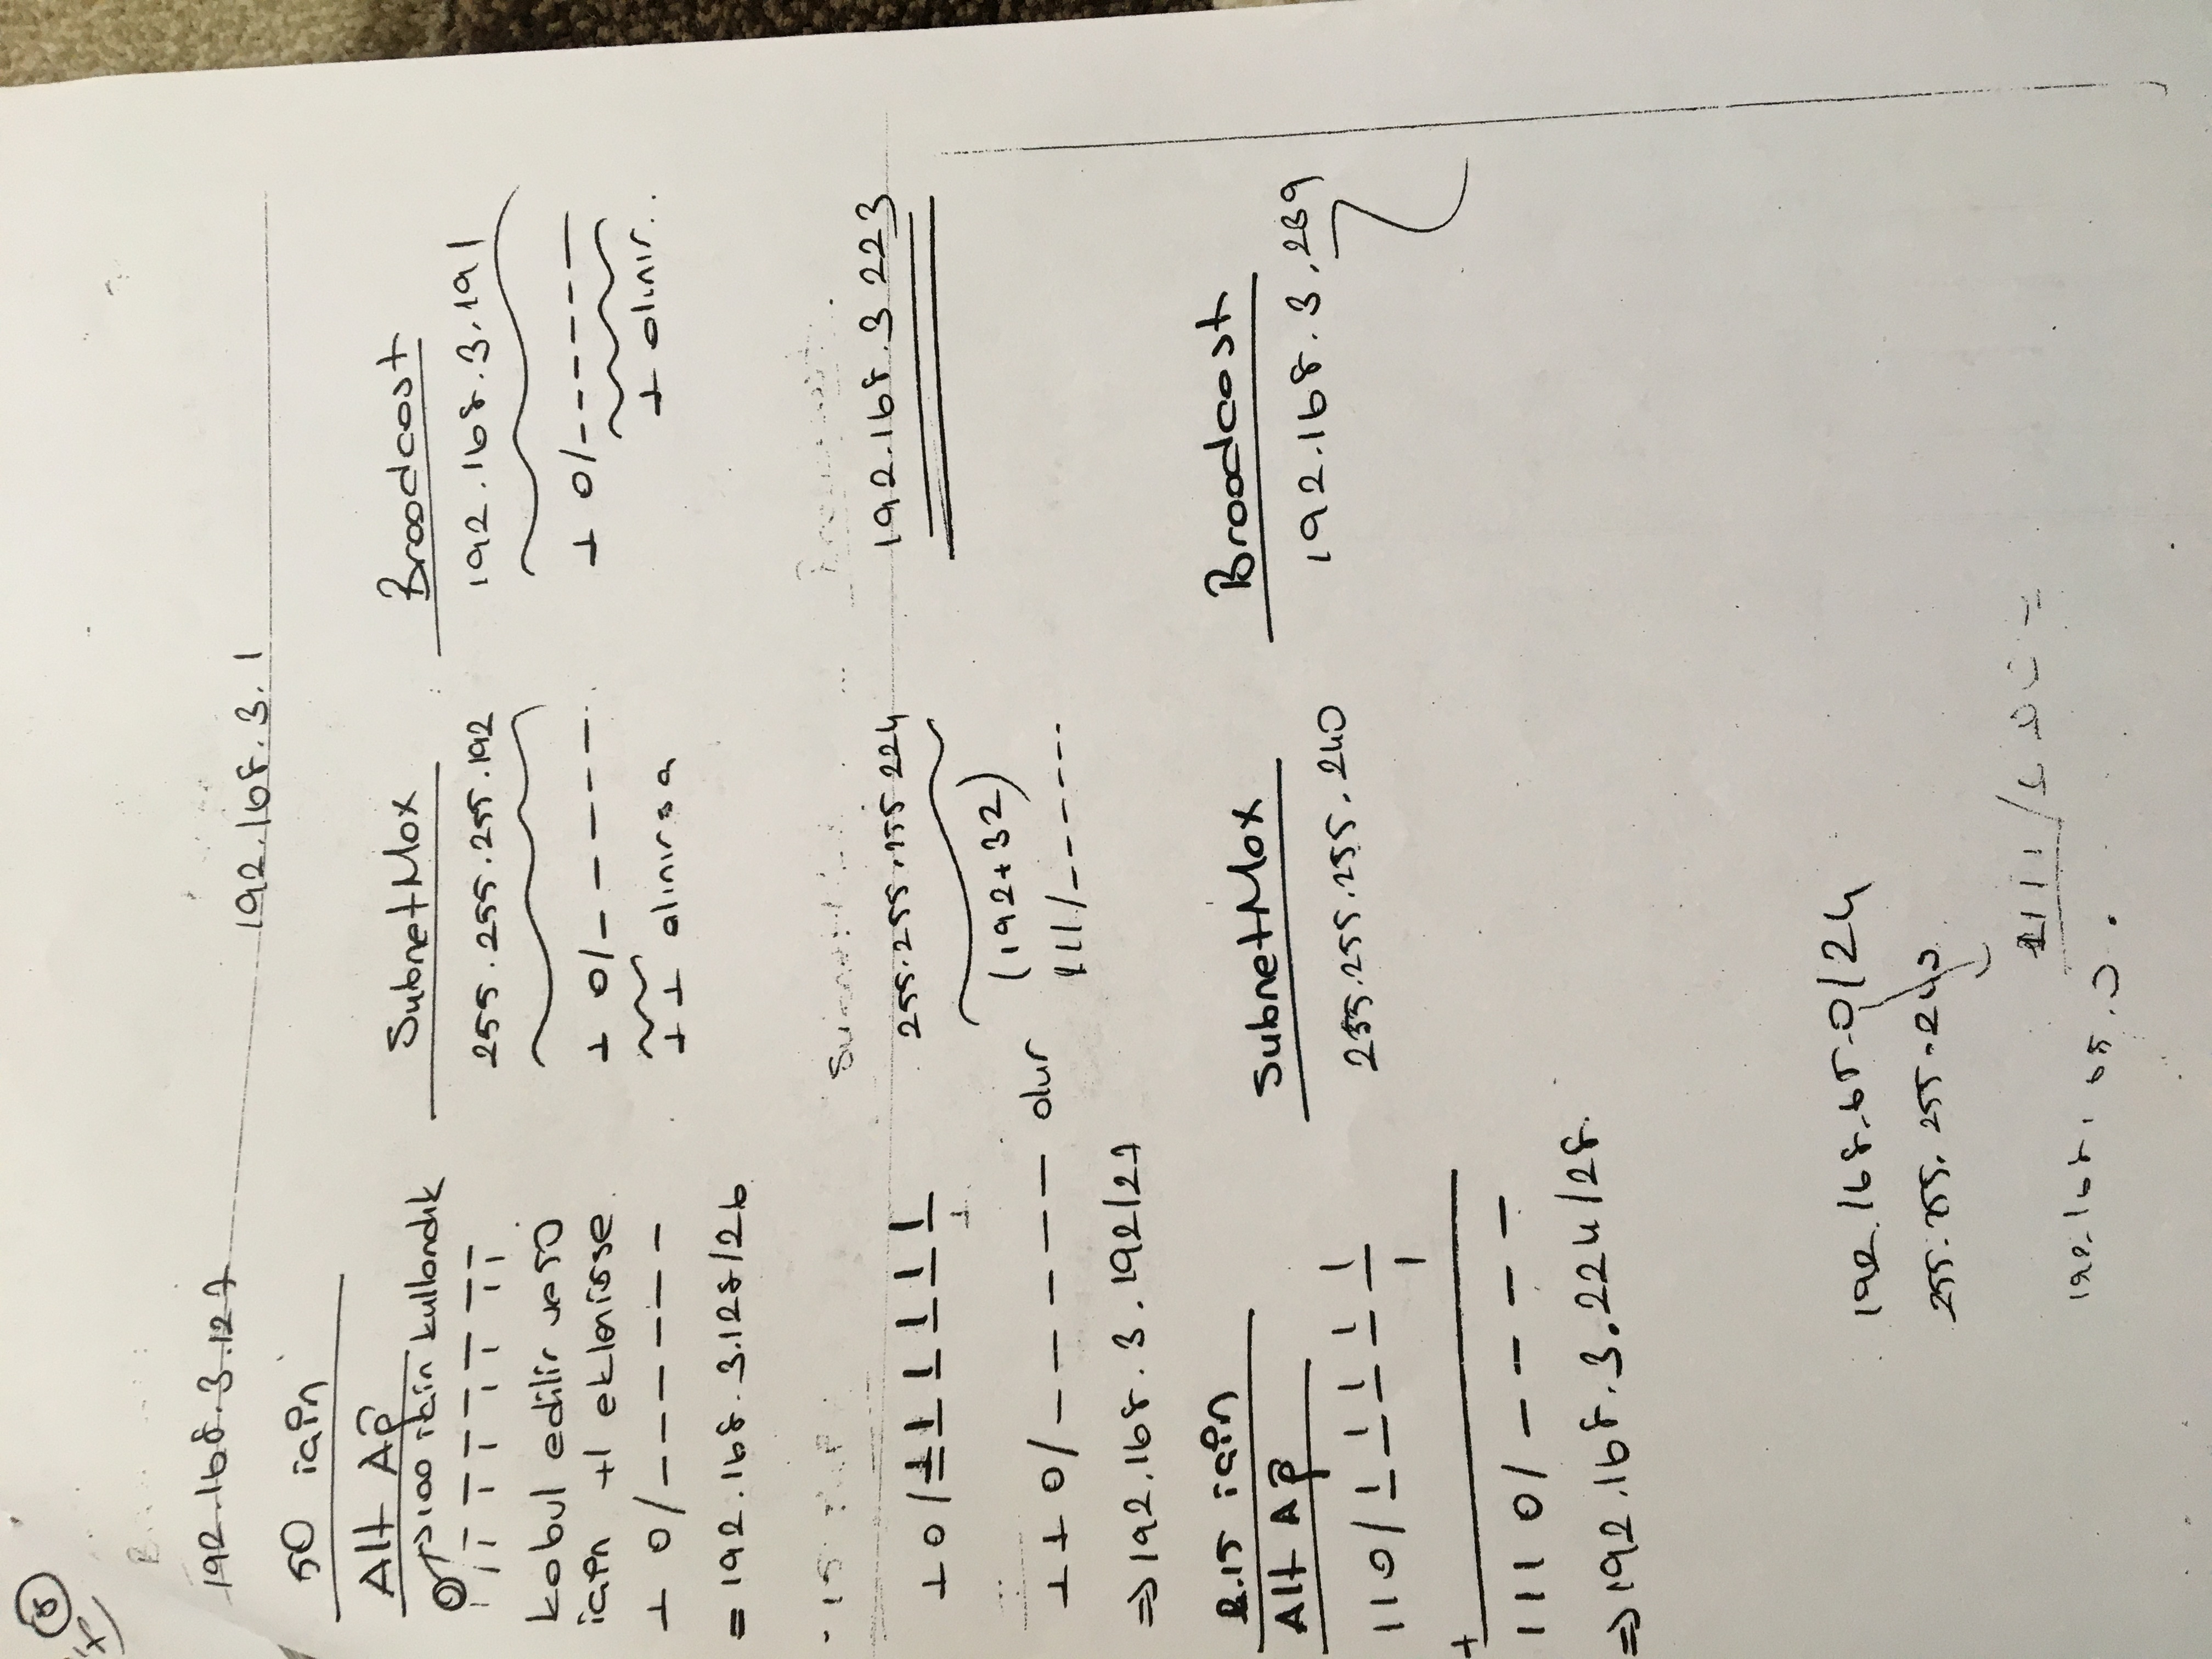 8
192.168.3.127
192.168.3.1
50 için
Alt Ağ
SubnetMax
Broadcast
0 → 100 için kullandık
255.255.255.192
192.168.3.191
kabul edilir ve 50
için +1 eklenirse
1 0/_ _ _ _ _ _
1 0/_ _ _ _ _ _
1 0/_ _ _ _ _ _
1 1 alınırsa
1 alınır..
= 192.168.3.128/26
15
1 0/1 1 1 1 1 1
1
255.255.255.224
192.168.3 223
(192+32)
1 1 0/_ _ _ _ _ olur
111/_ _ _ _ _ _
⇒ 192.168.3.192/27
2.15 için
Alt Ağ
SubnetMax
Broadcast
110/1 1 1 1 1
1
+
255.255.255.240
192.168.3.239
1110/_ _ _ _
⇒ 192.168.3.224/28.
192.168.65.0/24
255.255.255.240
1111/
192.168.65.0.